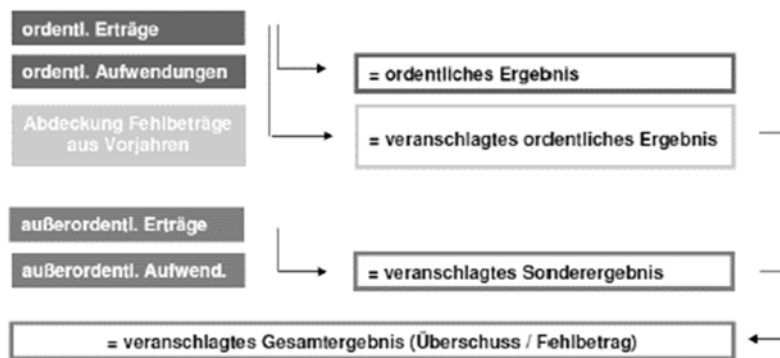 ordentl. Erträge
ordentl. Aufwendungen
= ordentliches Ergebnis
Abdeckung Fehlbeträge
aus Vorjahren
= veranschlagtes ordentliches Ergebnis
außerordentl. Erträge
außerordentl. Aufwend.
= veranschlagtes Sonderergebnis
= veranschlagtes Gesamtergebnis (Überschuss / Fehlbetrag)